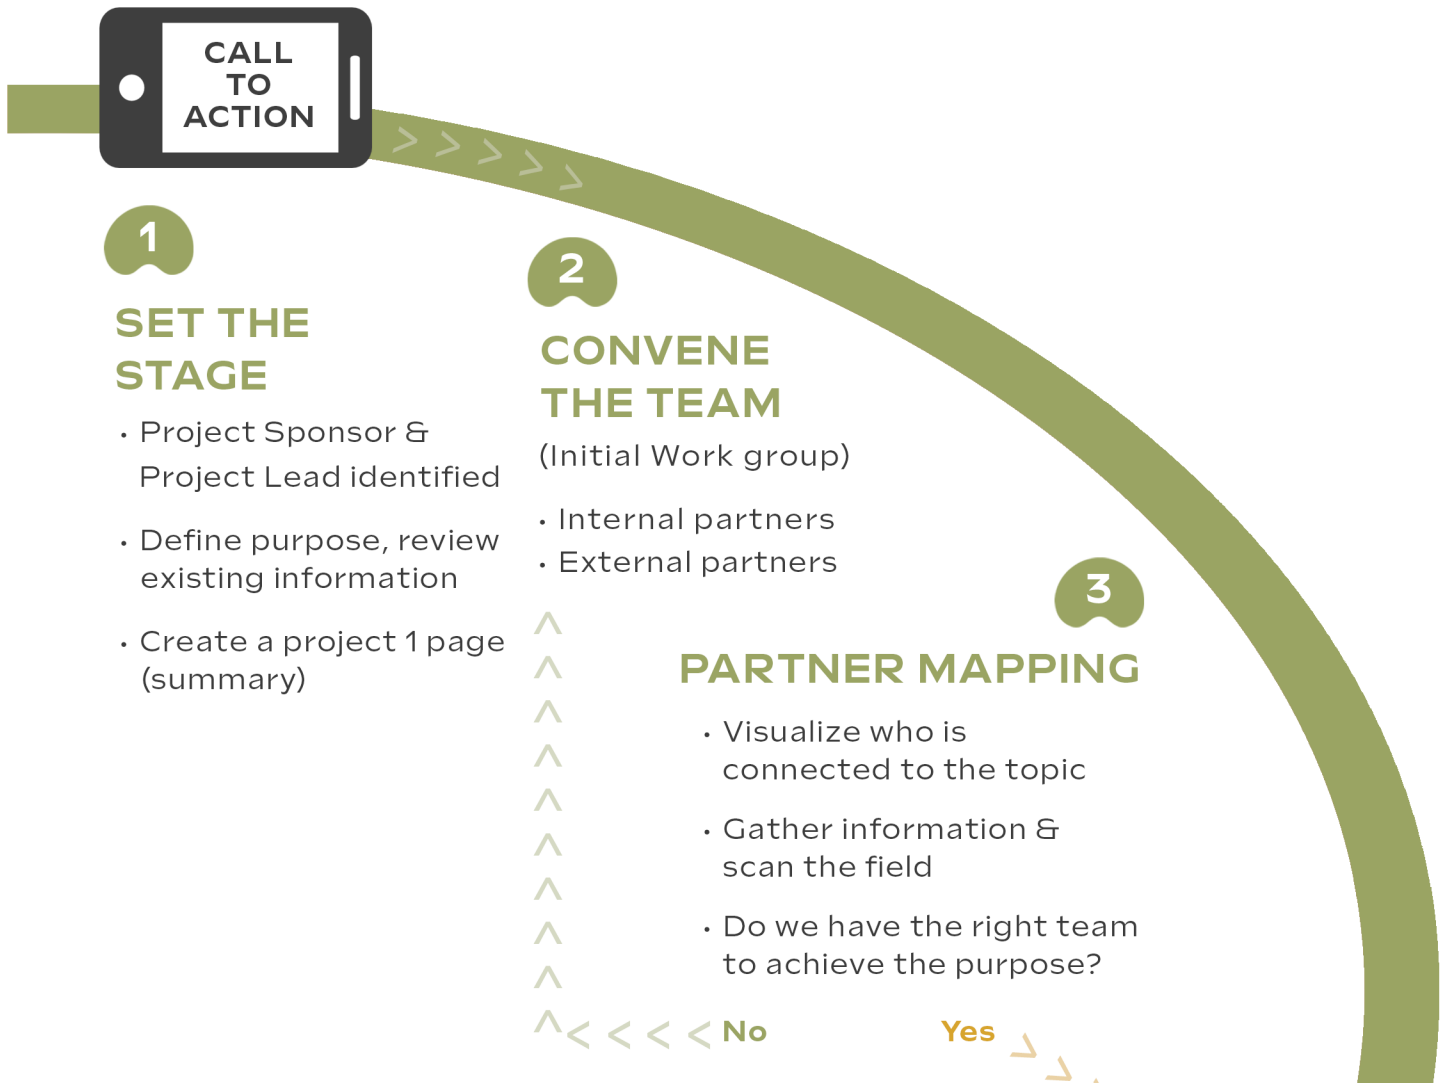 CALL
TO
ACTION
1
SET THE
STAGE
• Project Sponsor &
Project Lead identified
• Define purpose, review
existing information
• Create a project 1 page
(summary)
2
CONVENE
THE TEAM
(Initial Work group)
• Internal partners
• External partners
3
PARTNER MAPPING
• Visualize who is
connected to the topic
• Gather information &
scan the field
• Do we have the right team
to achieve the purpose?
No
Yes